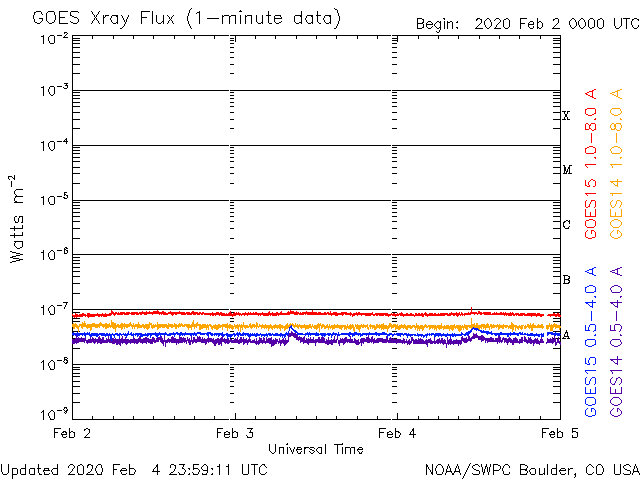 GOES Xray Flux (1-minute data)
Begin: 2020 Feb 2 0000 UTC
10⁻²
10⁻³
10⁻⁴
10⁻⁵
10⁻⁶
10⁻⁷
10⁻⁸
10⁻⁹
Watts m⁻²
X
M
C
B
A
GOES15 1.0-8.0 A
GOES14 1.0-8.0 A
GOES15 0.5-4.0 A
GOES14 0.5-4.0 A
Feb 2
Feb 3
Feb 4
Feb 5
Universal Time
Updated 2020 Feb 4 23:59:11 UTC
NOAA/SWPC Boulder, CO USA